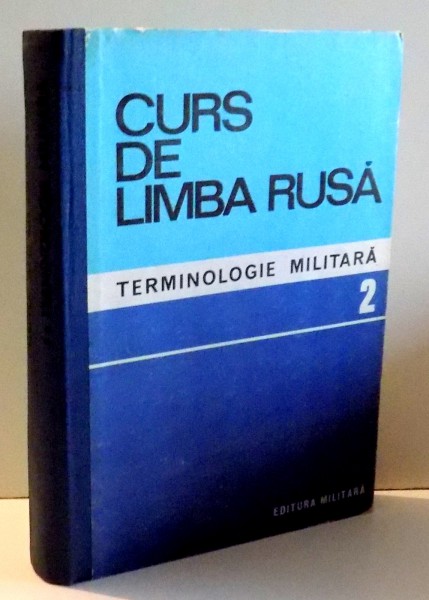 CURS
DE
LIMBA RUSĂ
TERMINOLOGIE MILITARĂ
2
EDITURA MILITARĂ